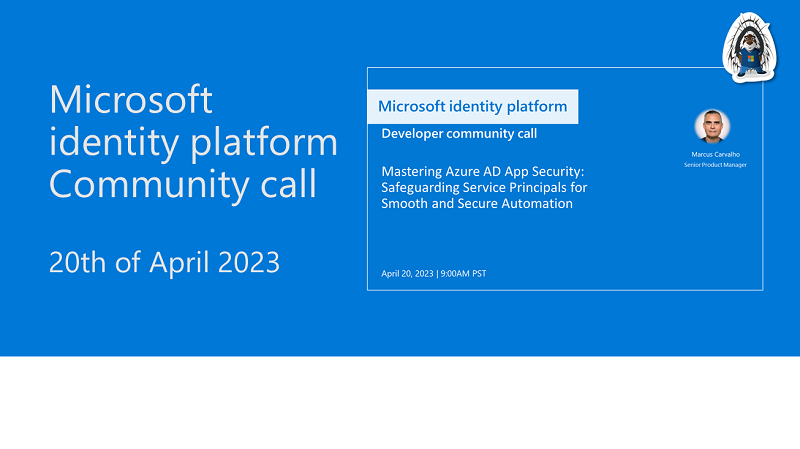 Microsoft
identity platform
Community call
20th of April 2023
Microsoft identity platform
Developer community call
Mastering Azure AD App Security:
Safeguarding Service Principals for
Smooth and Secure Automation
April 20, 2023 | 9:00AM PST
Marcus Carvalho
Senior Product Manager